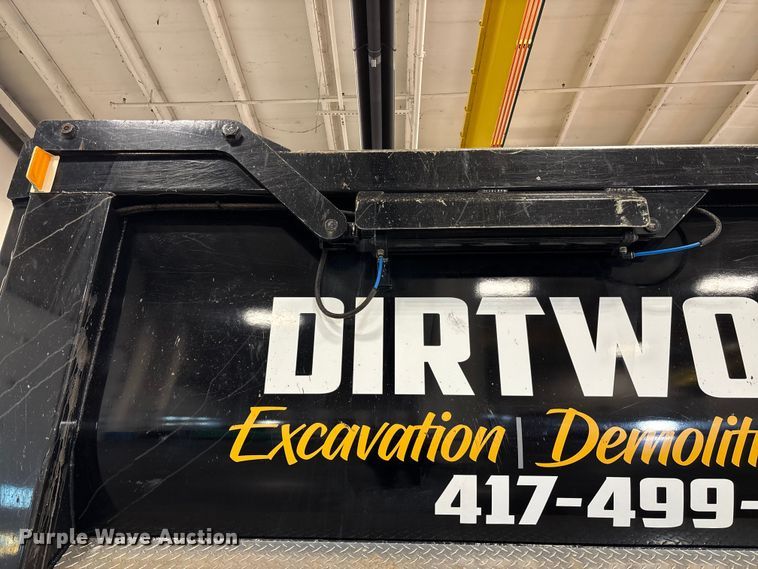 DIRTWO
Excavation | Demoliti
417-499-
Purple Wave Auction